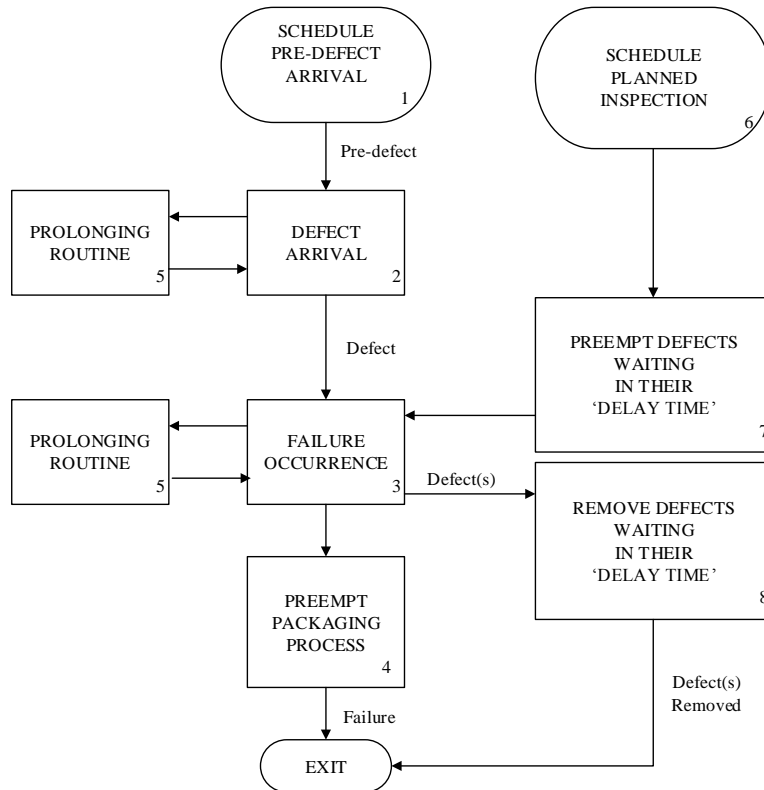 SCHEDULE
PRE-DEFECT
ARRIVAL
1
SCHEDULE
PLANNED
INSPECTION
6
Pre-defect
PROLONGING
ROUTINE
5
DEFECT
ARRIVAL
2
Defect
PREEMPT DEFECTS
WAITING
IN THEIR
‘DELAY TIME’
7
PROLONGING
ROUTINE
5
FAILURE
OCCURRENCE
3
Defect(s)
REMOVE DEFECTS
WAITING
IN THEIR
‘DELAY TIME’
8
PREEMPT
PACKAGING
PROCESS
4
Defect(s)
Removed
Failure
EXIT